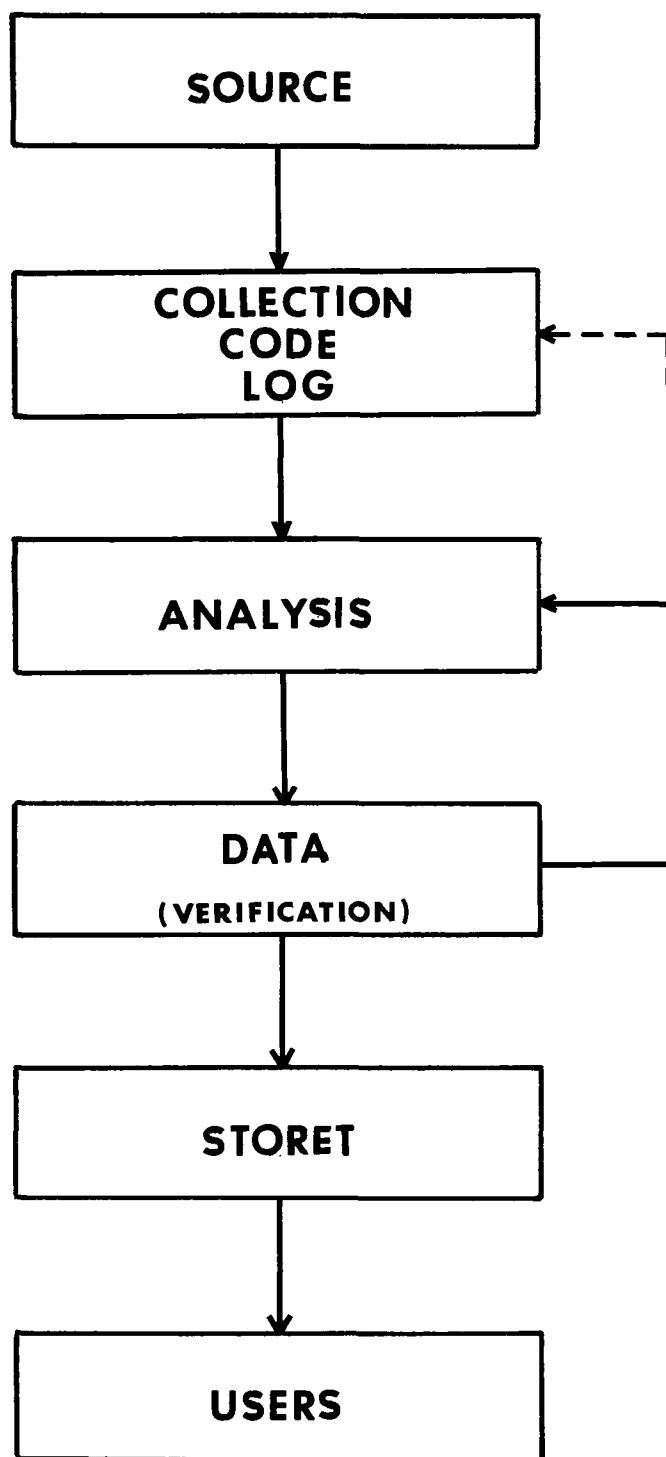 SOURCE
COLLECTION
CODE
LOG
ANALYSIS
DATA
(VERIFICATION)
STORET
USERS